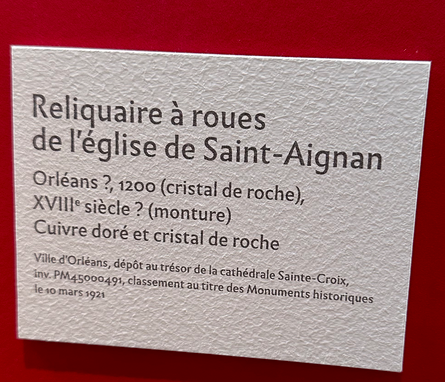 Reliquaire à roues
de l'église de Saint-Aignan
Orléans ?, 1200 (cristal de roche),
XVIIIᵉ siècle ? (monture)
Cuivre doré et cristal de roche
Ville d'Orléans, dépôt au trésor de la cathédrale Sainte-Croix,
inv. PM45000491, classement au titre des Monuments historiques
le 10 mars 1921